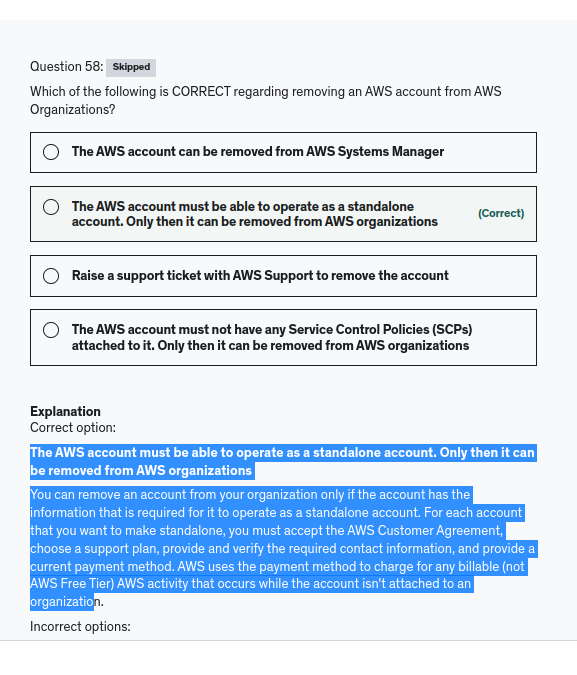 Question 58: Skipped
Which of the following is CORRECT regarding removing an AWS account from AWS
Organizations?
The AWS account can be removed from AWS Systems Manager
The AWS account must be able to operate as a standalone
account. Only then it can be removed from AWS organizations
(Correct)
Raise a support ticket with AWS Support to remove the account
The AWS account must not have any Service Control Policies (SCPs)
attached to it. Only then it can be removed from AWS organizations
Explanation
Correct option:
The AWS account must be able to operate as a standalone account. Only then it can
be removed from AWS organizations
You can remove an account from your organization only if the account has the
information that is required for it to operate as a standalone account. For each account
that you want to make standalone, you must accept the AWS Customer Agreement,
choose a support plan, provide and verify the required contact information, and provide a
current payment method. AWS uses the payment method to charge for any billable (not
AWS Free Tier) AWS activity that occurs while the account isn't attached to an
organization.
Incorrect options: